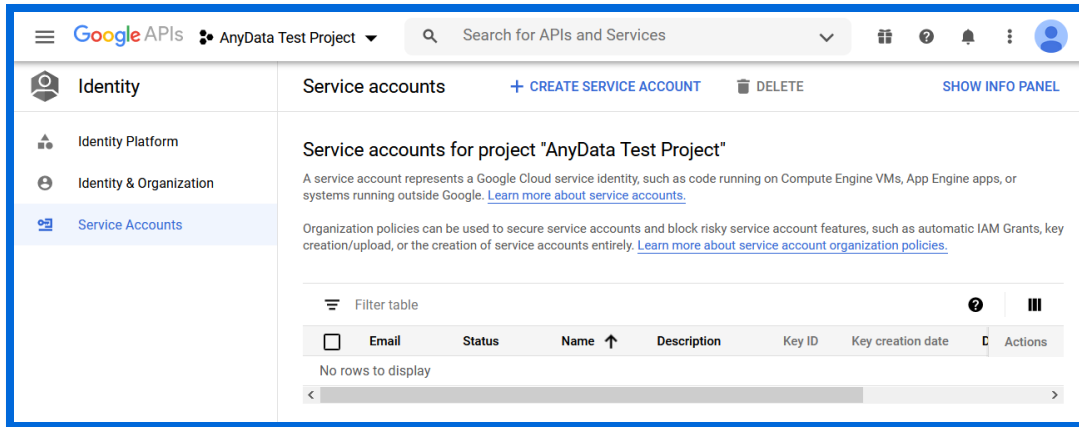 Google APIs AnyData Test Project Search for APIs and Services
Identity
Identity Platform
Identity & Organization
Service Accounts
Service accounts + CREATE SERVICE ACCOUNT DELETE SHOW INFO PANEL
Service accounts for project "AnyData Test Project"
A service account represents a Google Cloud service identity, such as code running on Compute Engine VMs, App Engine apps, or
systems running outside Google. Learn more about service accounts.
Organization policies can be used to secure service accounts and block risky service account features, such as automatic IAM Grants, key
creation/upload, or the creation of service accounts entirely. Learn more about service account organization policies.
Filter table
Email Status Name Description Key ID Key creation date Actions
No rows to display